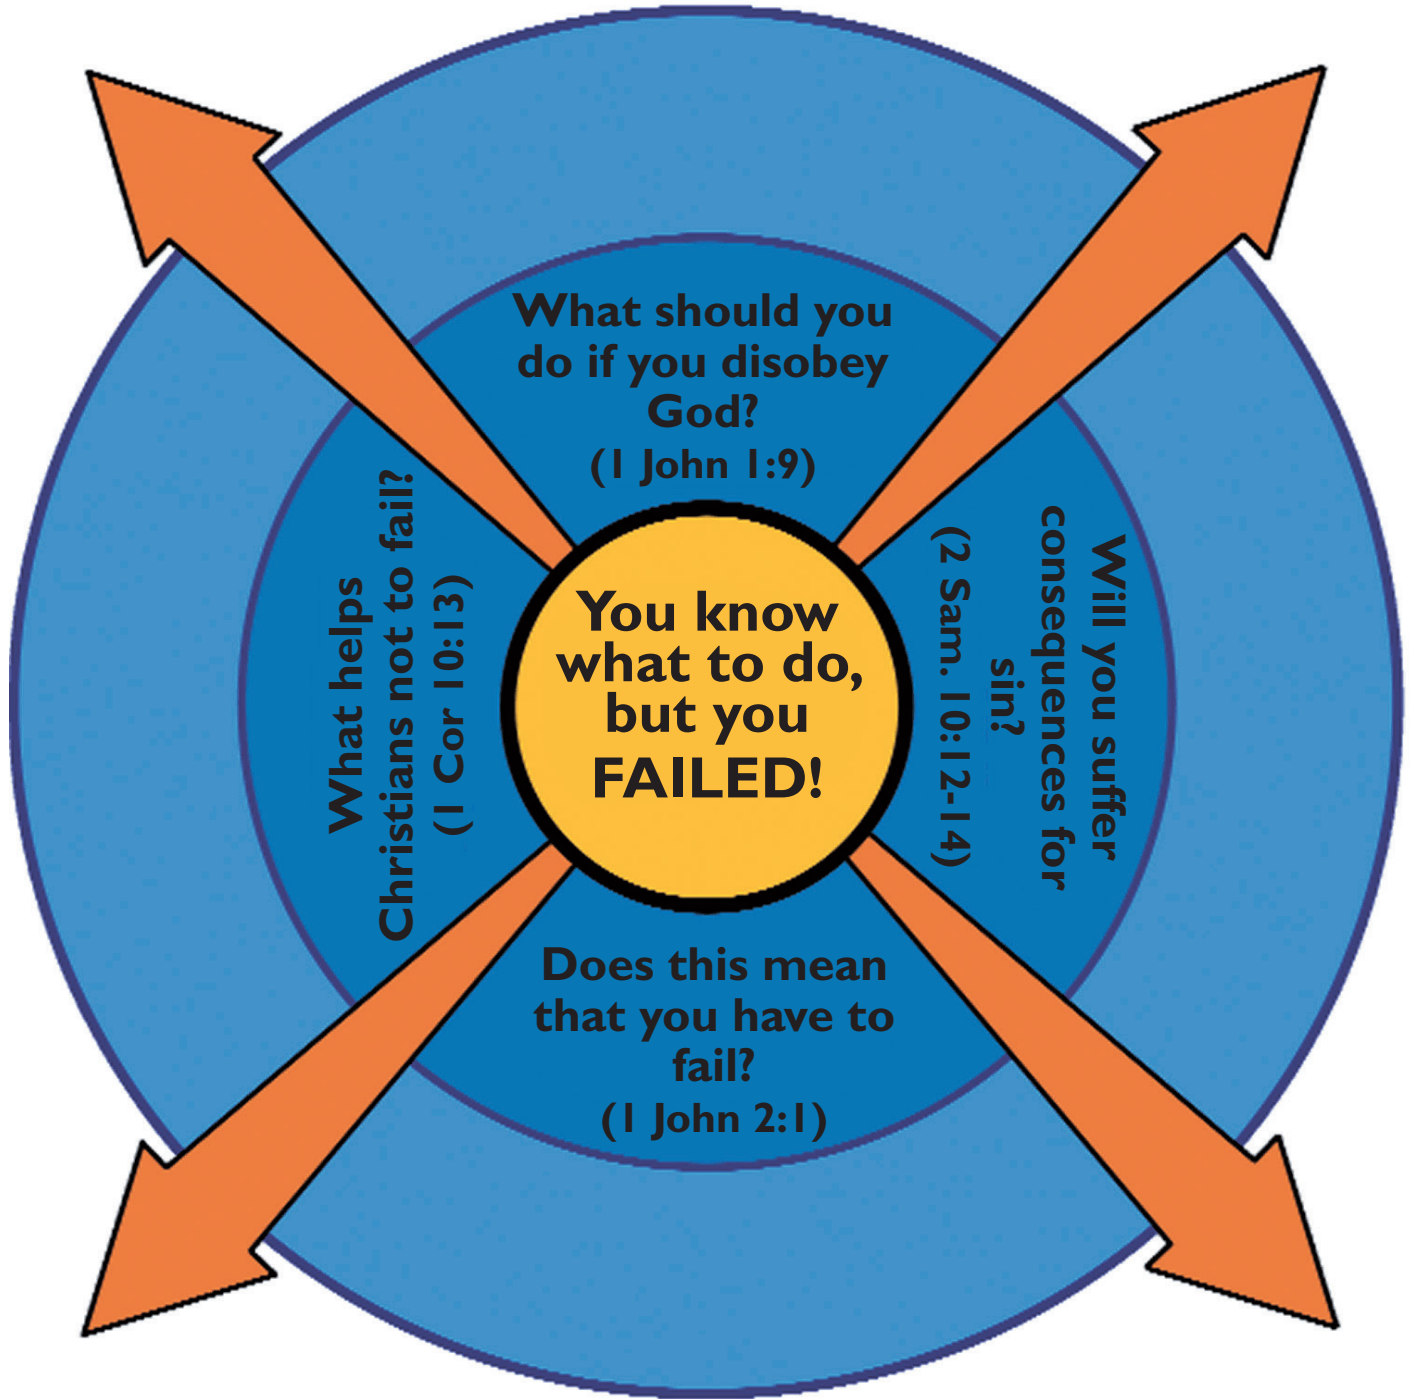 What should you
do if you disobey
God?
(1 John 1:9)
What helps
Christians not to fail?
(1 Cor 10:13)
You know
what to do,
but you
FAILED!
Will you suffer
consequences for
sin?
(2 Sam. 10:12-14)
Does this mean
that you have to
fail?
(1 John 2:1)